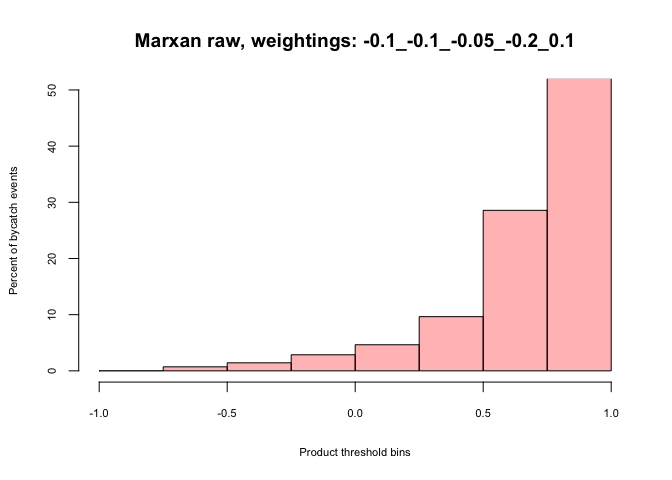 Marxan raw, weightings: -0.1_-0.1_-0.05_-0.2_0.1
Percent of bycatch events
50
40
30
20
10
0
-1.0 -0.5 0.0 0.5 1.0
Product threshold bins